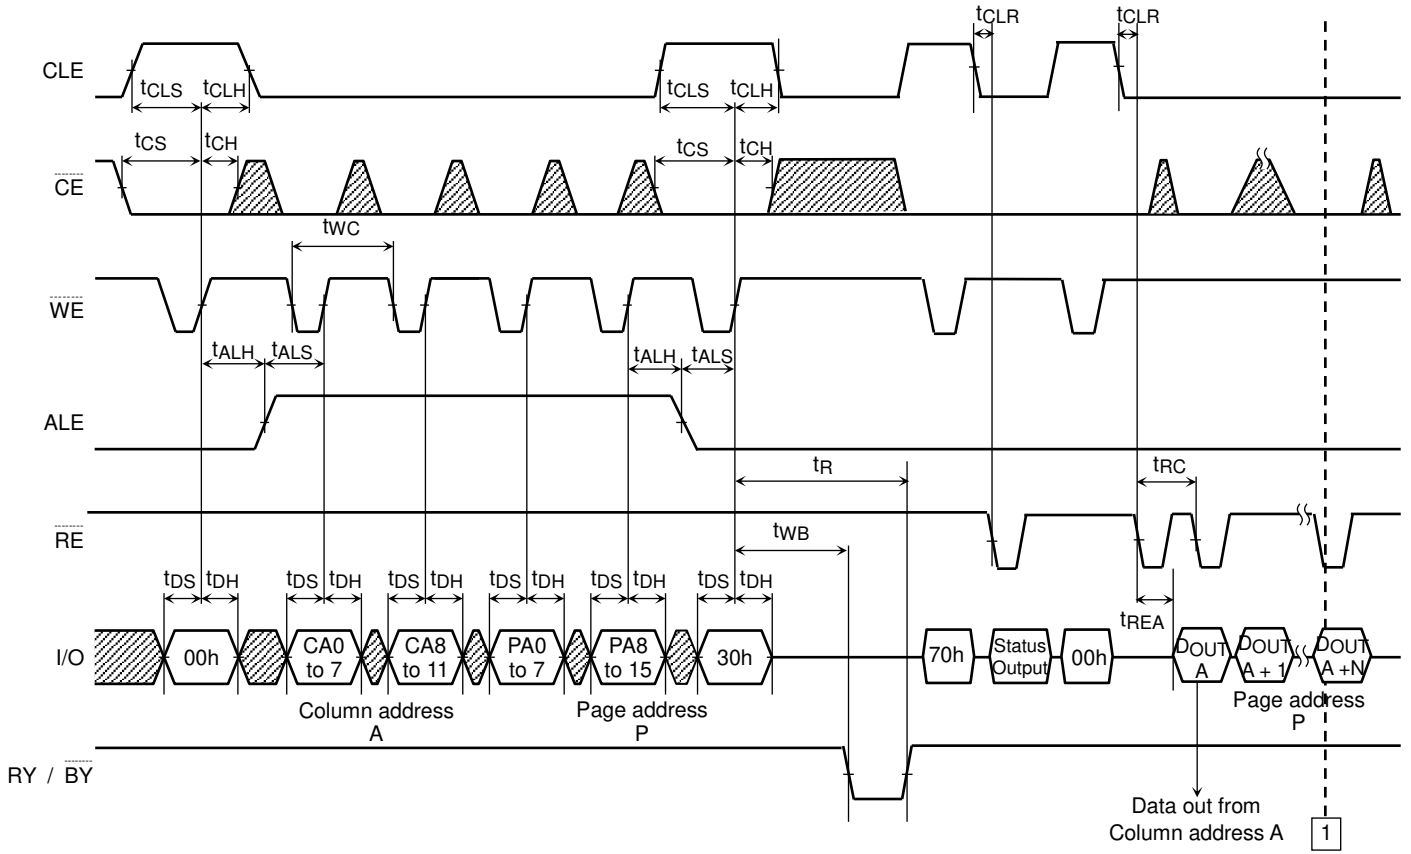 tCLR tCLR
CLE
tCLS tCLH tCLS tCLH
tCS tCH tCS tCH
CE
tWC
WE
tALH tALS tALH tALS
ALE
tR tRC
RE
tWB
tDS tDH tDS tDH tDS tDH tDS tDH tDS tDH tDS tDH
tREA
I/O
00h
CA0
to 7
CA8
to 11
PA0
to 7
PA8
to 15
30h
70h
Status
Output
00h
DOUT
A
DOUT
A + 1
DOUT
A +N
Column address
A
Page address
P
Page address
P
RY / BY
Data out from
Column address A
1